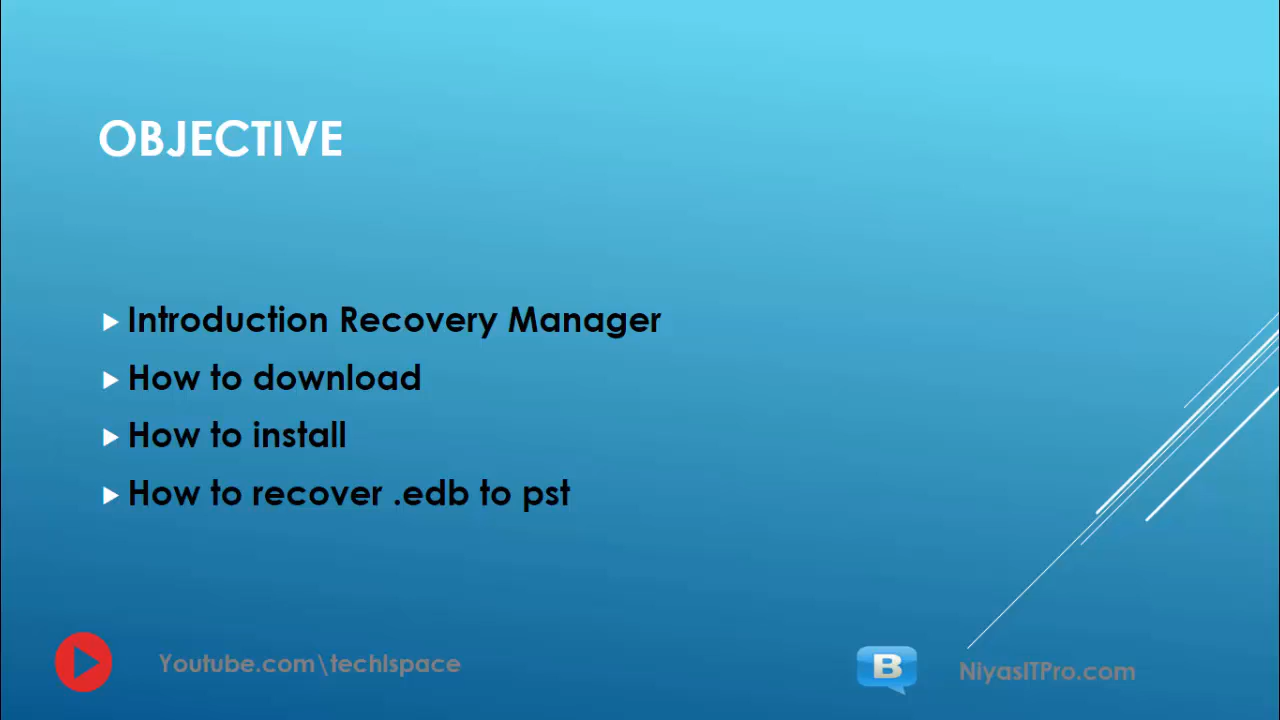 OBJECTIVE
Introduction Recovery Manager
How to download
How to install
How to recover .edb to pst
Youtube.com\techIspace
B
NiyasITPro.com